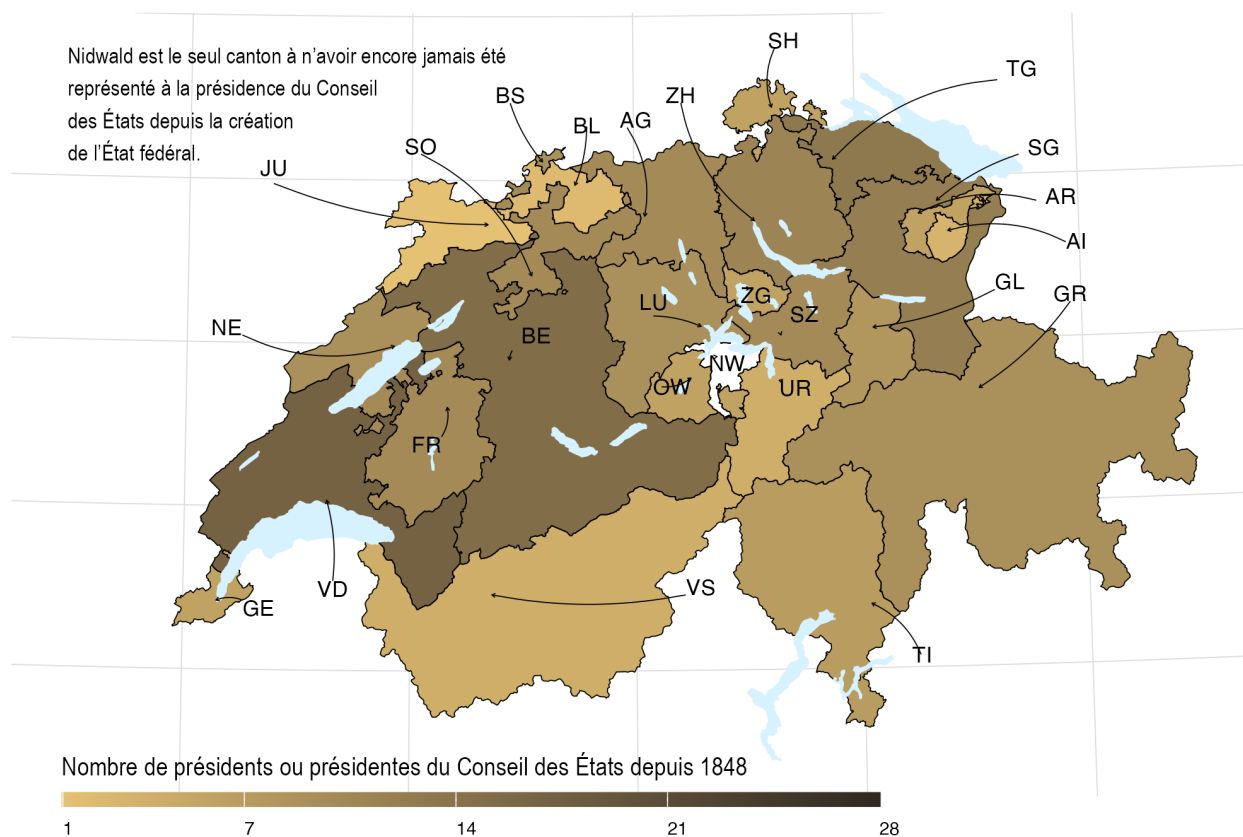 Nidwald est le seul canton à n’avoir encore jamais été
représenté à la présidence du Conseil
des États depuis la création
de l’État fédéral.
SH
TG
BS
ZH
BL
AG
SO
SG
JU
AR
AI
GL
GR
LU
ZG
SZ
NE
BE
NW
OW
UR
FR
VD
VS
GE
TI
Nombre de présidents ou présidentes du Conseil des États depuis 1848
1 7 14 21 28